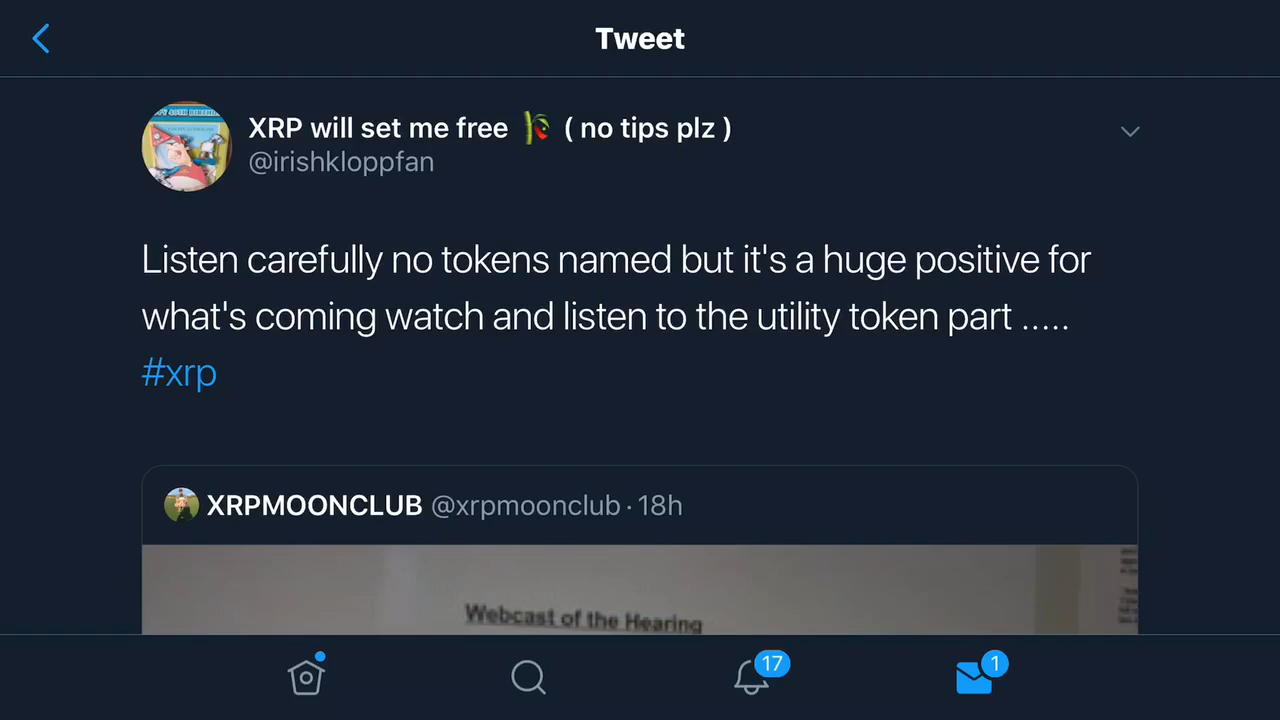 Tweet
XRP will set me free ( no tips plz )
@irishkloppfan
Listen carefully no tokens named but it's a huge positive for
what's coming watch and listen to the utility token part .....
#xrp
XRPMOONCLUB @xrpmoonclub · 18h
Webcast of the Hearing
17
1